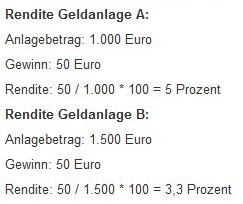 Rendite Geldanlage A:
Anlagebetrag: 1.000 Euro
Gewinn: 50 Euro
Rendite: 50 / 1.000 * 100 = 5 Prozent
Rendite Geldanlage B:
Anlagebetrag: 1.500 Euro
Gewinn: 50 Euro
Rendite: 50 / 1.500 * 100 = 3,3 Prozent